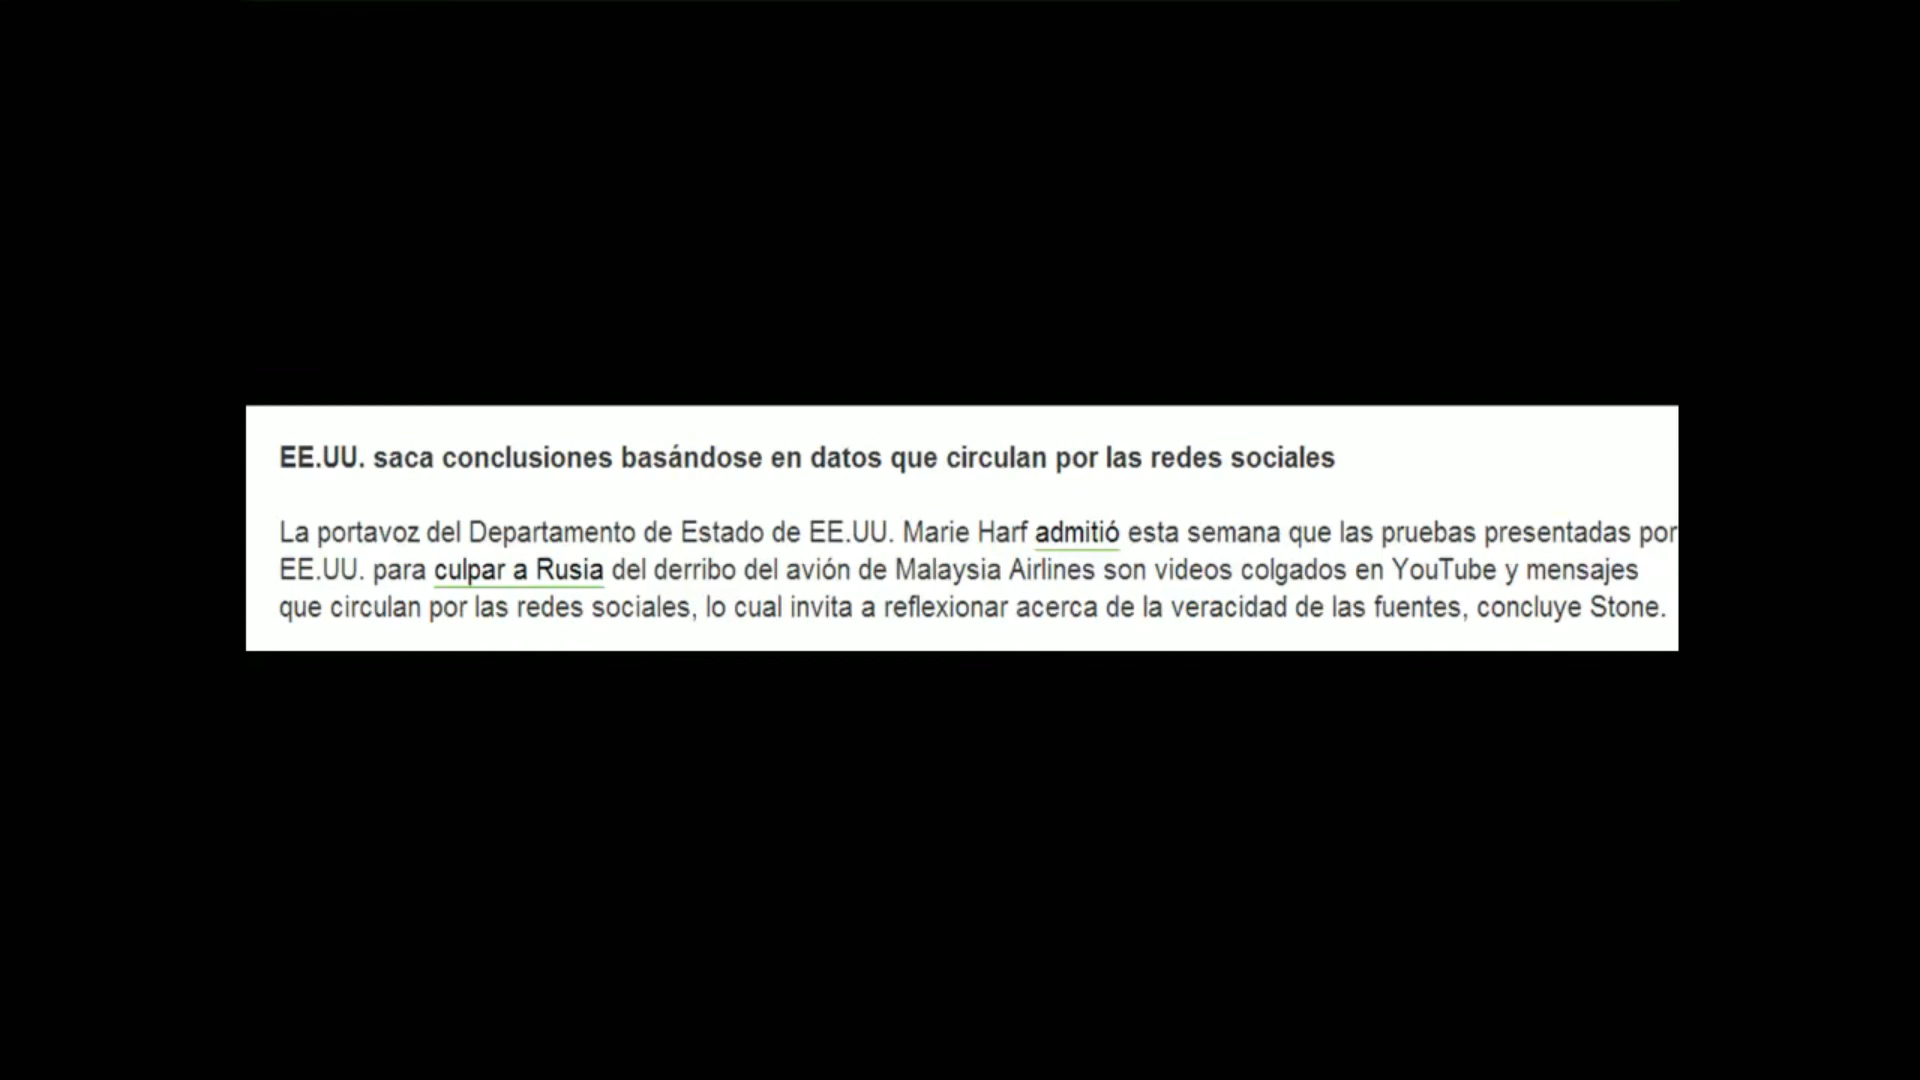 EE.UU. saca conclusiones basándose en datos que circulan por las redes sociales
La portavoz del Departamento de Estado de EE.UU. Marie Harf admitió esta semana que las pruebas presentadas por
EE.UU. para culpar a Rusia del derribo del avión de Malaysia Airlines son videos colgados en YouTube y mensajes
que circulan por las redes sociales, lo cual invita a reflexionar acerca de la veracidad de las fuentes, concluye Stone.